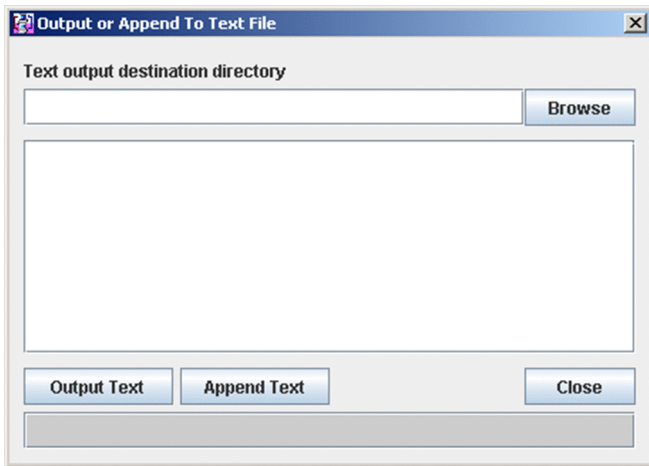 Output or Append To Text File
Text output destination directory
Browse
Output Text
Append Text
Close